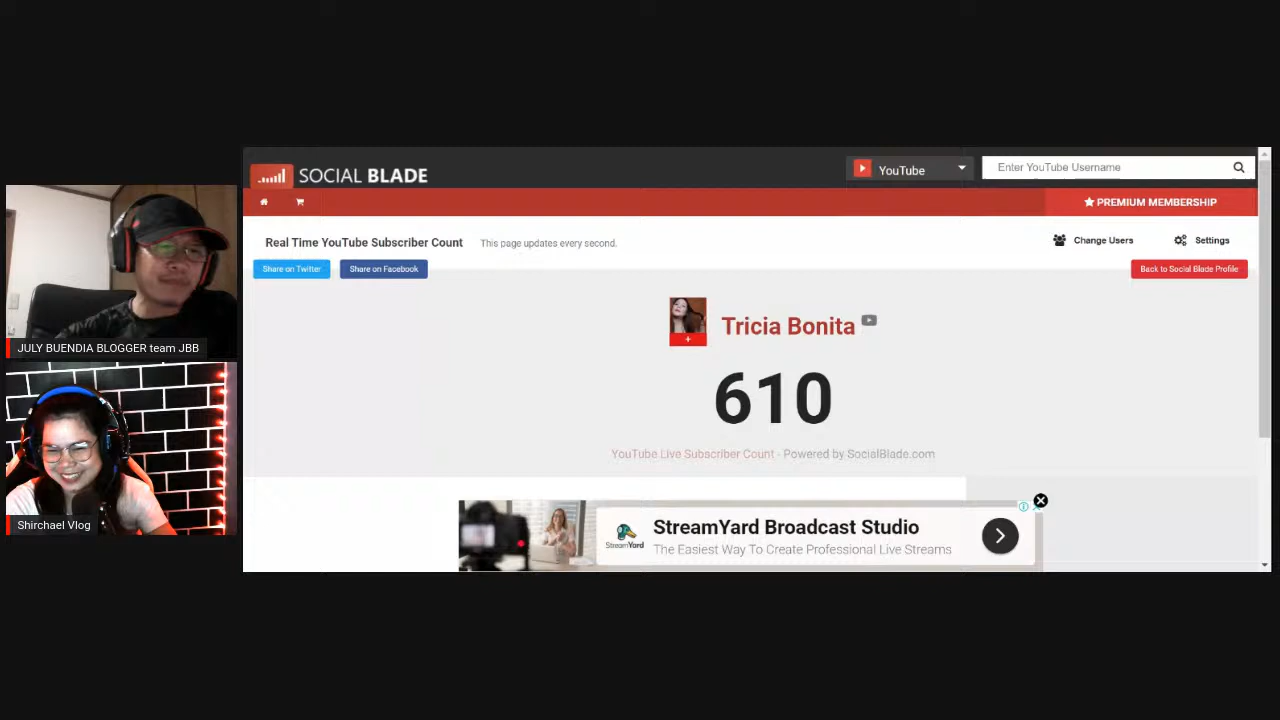 SOCIAL BLADE
YouTube
Enter YouTube Username
PREMIUM MEMBERSHIP
Real Time YouTube Subscriber Count
This page updates every second.
Change Users
Settings
Share on Twitter
Share on Facebook
Back to Social Blade Profile
Tricia Bonita
610
YouTube Live Subscriber Count - Powered by SocialBlade.com
JULY BUENDIA BLOGGER team JBB
Shirchael Vlog
StreamYard
StreamYard Broadcast Studio
The Easiest Way To Create Professional Live Streams